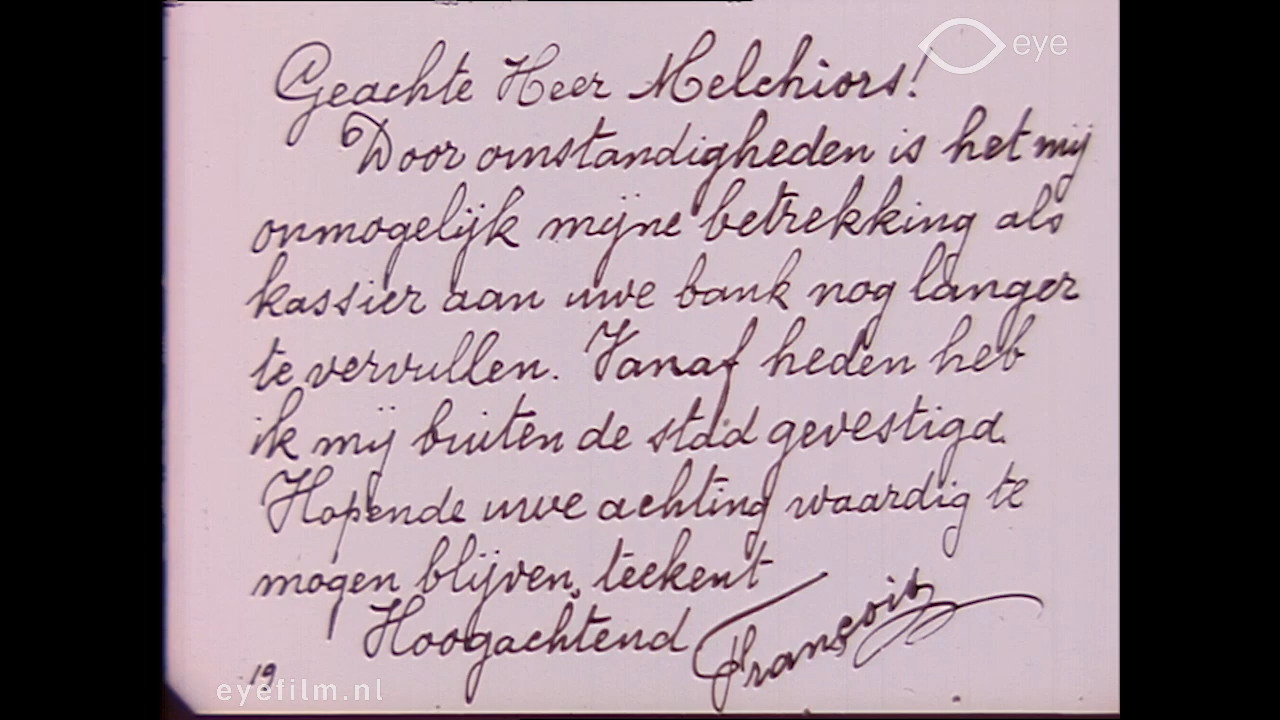 eye
Geachte Heer Melchiors!
Door omstandigheden is het mij
onmogelijk mijne betrekking als
kassier aan uwe bank nog langer
te vervullen. Vanaf heden heb
ik mij buiten de stad gevestigd.
Hopende uwe achting waardig te
mogen blijven, teekent
Hoogachtend François
19
eyefilm.nl